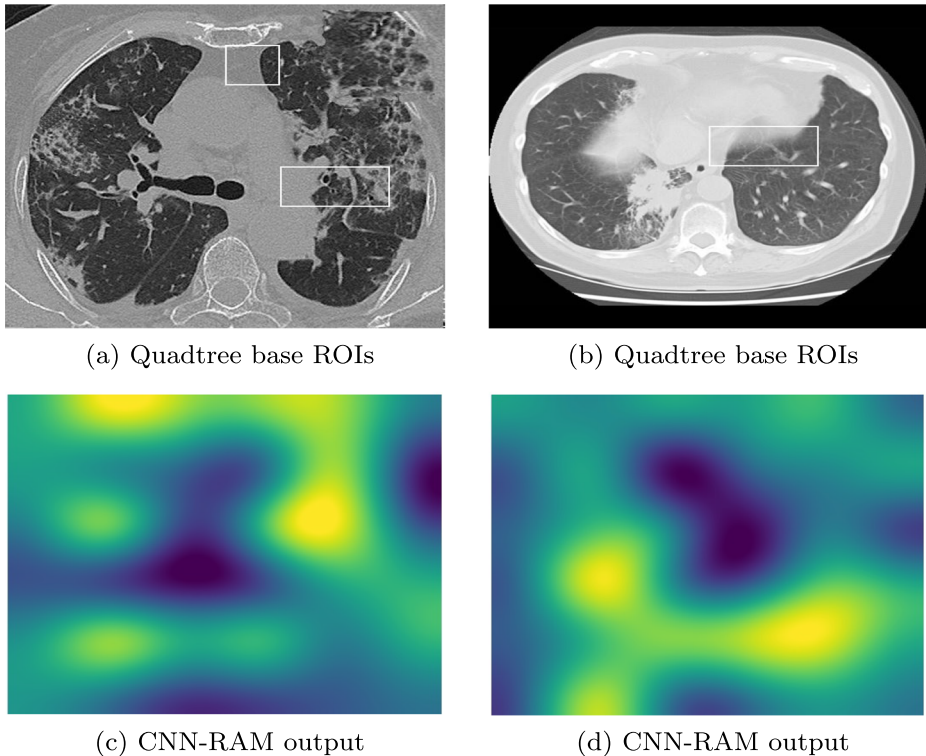 (a) Quadtree base ROIs
(b) Quadtree base ROIs
(c) CNN-RAM output
(d) CNN-RAM output